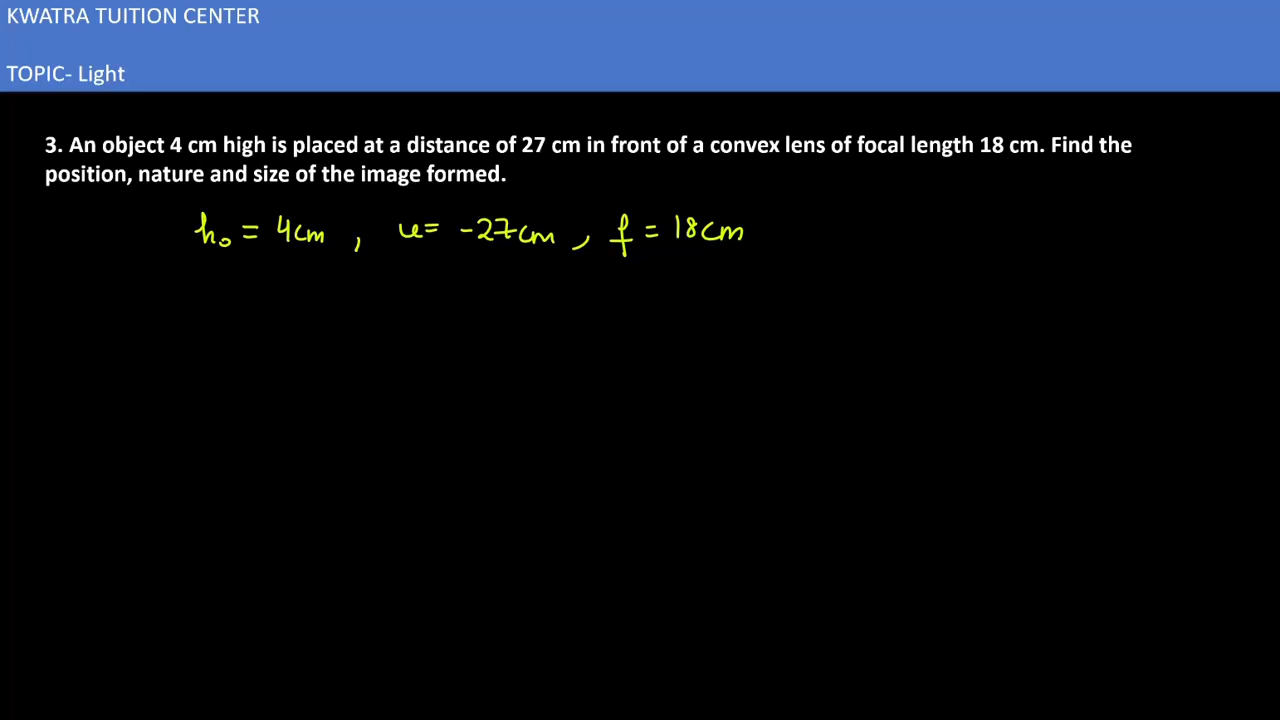 KWATRA TUITION CENTER
TOPIC- Light
3. An object 4 cm high is placed at a distance of 27 cm in front of a convex lens of focal length 18 cm. Find the
position, nature and size of the image formed.
h₀ = 4cm , u= -27cm , f = 18cm